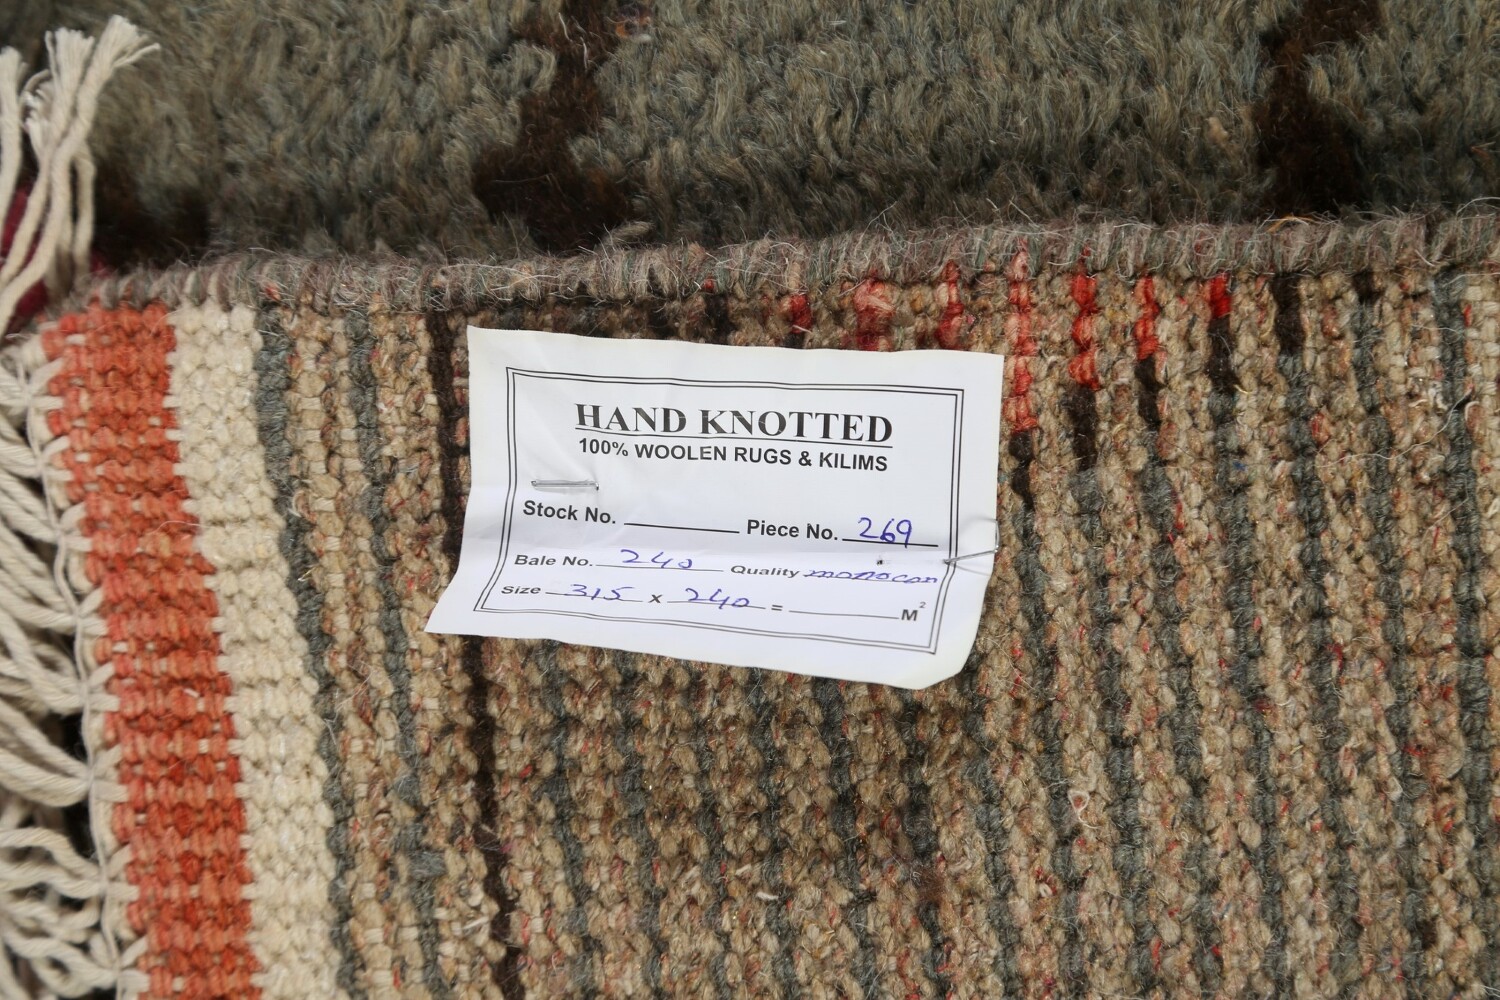 HAND KNOTTED
100% WOOLEN RUGS & KILIMS
Stock No. Piece No. 269
Bale No. 240 Quality
Size 315 x 240 = M²